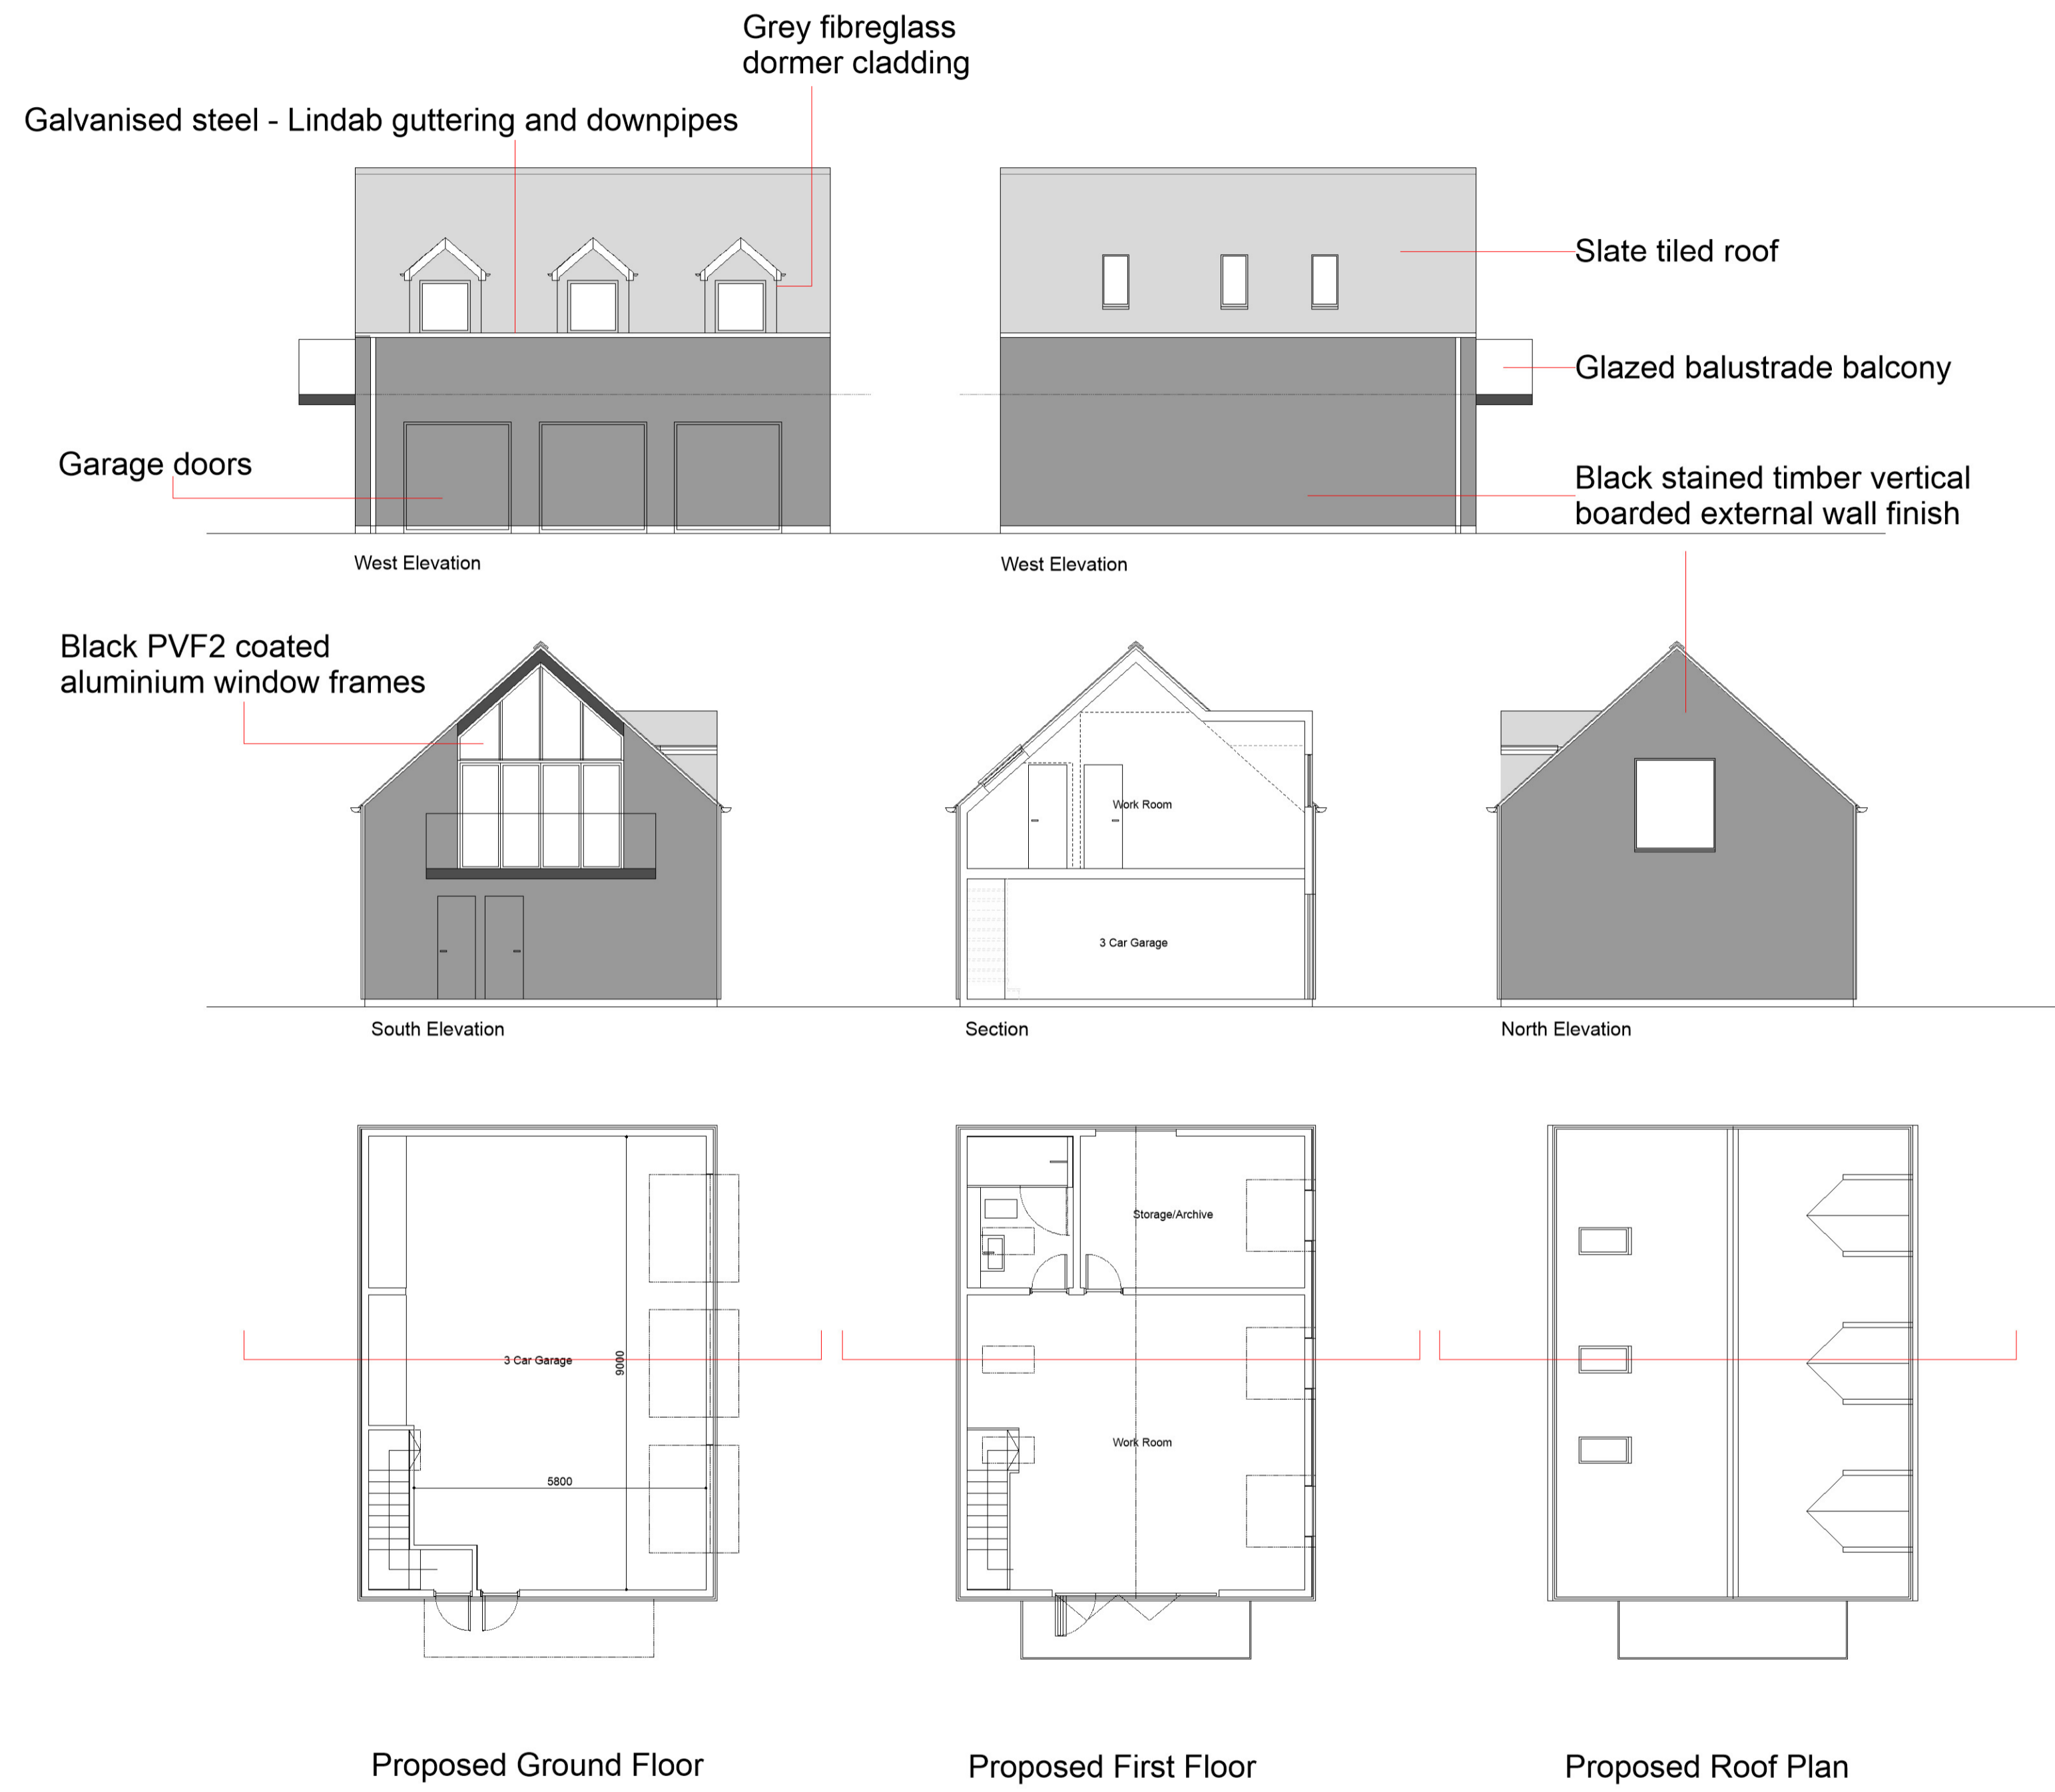 Grey fibreglass
dormer cladding
Galvanised steel - Lindab guttering and downpipes
Slate tiled roof
Glazed balustrade balcony
Garage doors
Black stained timber vertical
boarded external wall finish
West Elevation
West Elevation
Black PVF2 coated
aluminium window frames
Work Room
3 Car Garage
South Elevation
Section
North Elevation
Storage/Archive
3 Car Garage
9000
Work Room
5800
Proposed Ground Floor
Proposed First Floor
Proposed Roof Plan